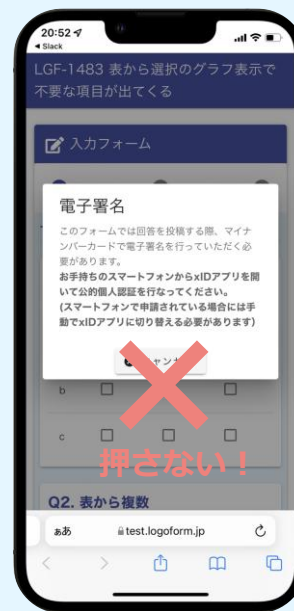 20:52
Slack
LGF-1483 表から選択のグラフ表示で
不要な項目が出てくる
入力フォーム
電子署名
このフォームでは回答を投稿する際、マイナ
ンバーカードで電子署名を行っていただく必
要があります。
お手持ちのスマートフォンからxIDアプリを開
いて公的個人認証を行なってください。
(スマートフォンで申請されている場合には手
動でxIDアプリに切り替える必要があります)
b
c
押さない！
Q2. 表から複数
ぁあ
test.logoform.jp